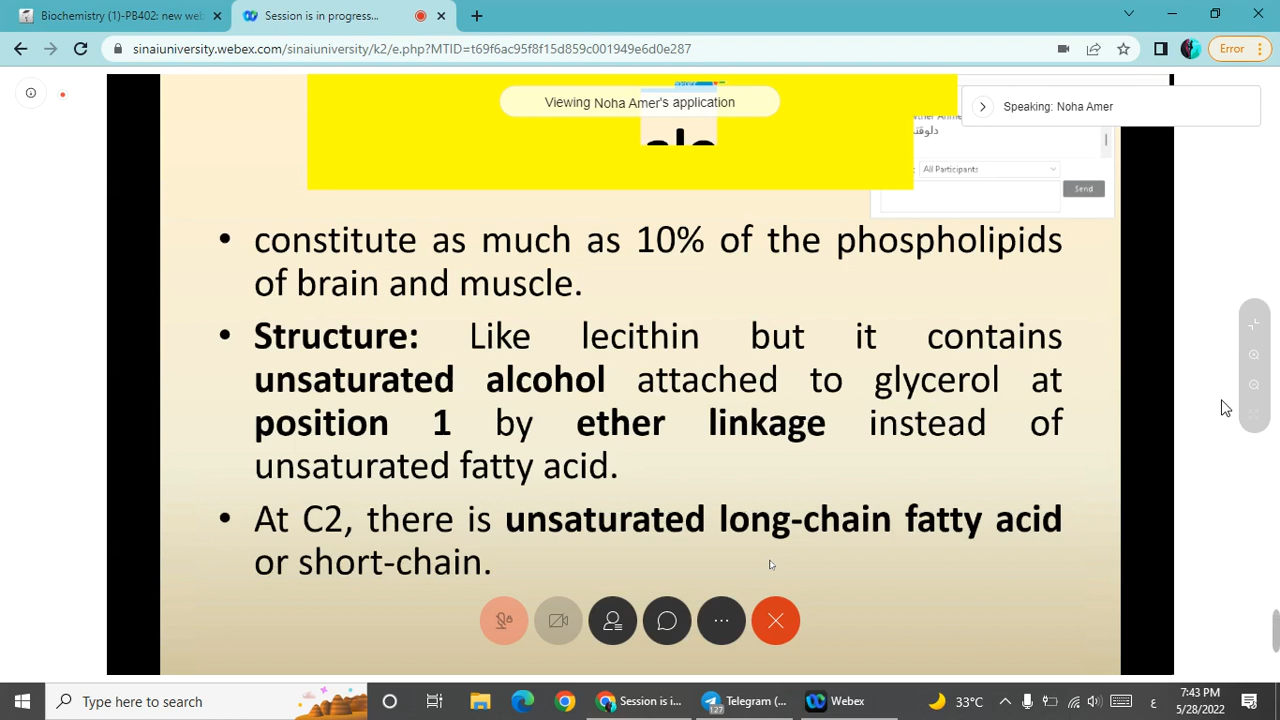 Biochemistry (1)-PB402: new web
Session is in progress...
sinaiuniversity.webex.com/sinaiuniversity/k2/e.php?MTID=t69f6ac95f8f15d859c001949e6d0e287
Error
Viewing Noha Amer's application
Speaking: Noha Amer
دلوقت
All Participants
Send
• constitute as much as 10% of the phospholipids
of brain and muscle.
• Structure: Like lecithin but it contains
unsaturated alcohol attached to glycerol at
position 1 by ether linkage instead of
unsaturated fatty acid.
• At C2, there is unsaturated long-chain fatty acid
or short-chain.
Type here to search
Session is i...
Telegram (...
127
Webex
33°C
ع
7:43 PM
5/28/2022